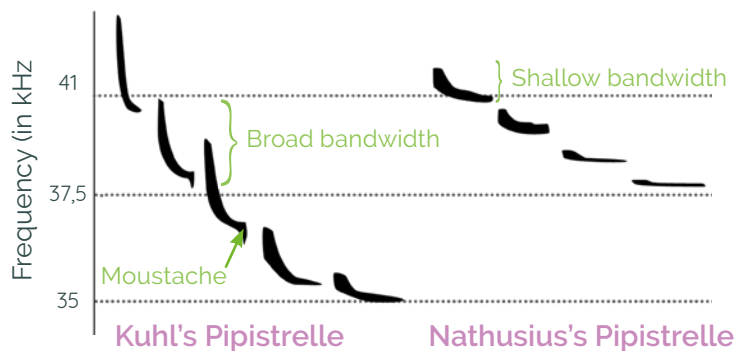 Frequency (in kHz
41
37,5
35
Shallow bandwidth
Broad bandwidth
Moustache
Kuhl's Pipistrelle
Nathusius's Pipistrelle